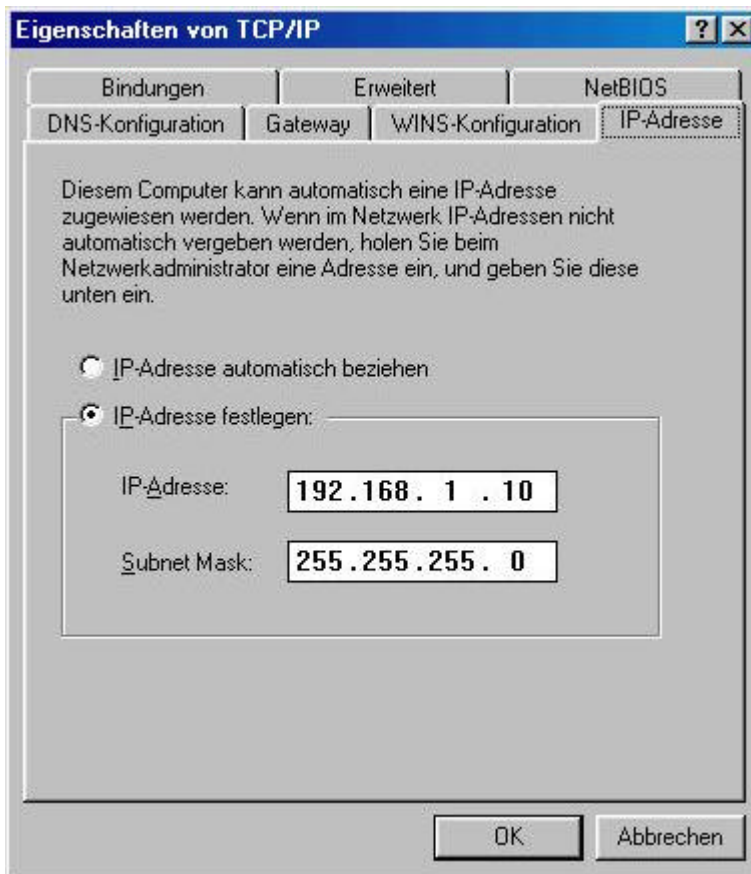 Eigenschaften von TCP/IP
Bindungen Erweitert NetBIOS
DNS-Konfiguration Gateway WINS-Konfiguration IP-Adresse
Diesem Computer kann automatisch eine IP-Adresse
zugewiesen werden. Wenn im Netzwerk IP-Adressen nicht
automatisch vergeben werden, holen Sie beim
Netzwerkadministrator eine Adresse ein, und geben Sie diese
unten ein.
IP-Adresse automatisch beziehen
IP-Adresse festlegen:
IP-Adresse: 192.168. 1 .10
Subnet Mask: 255.255.255. 0
OK Abbrechen